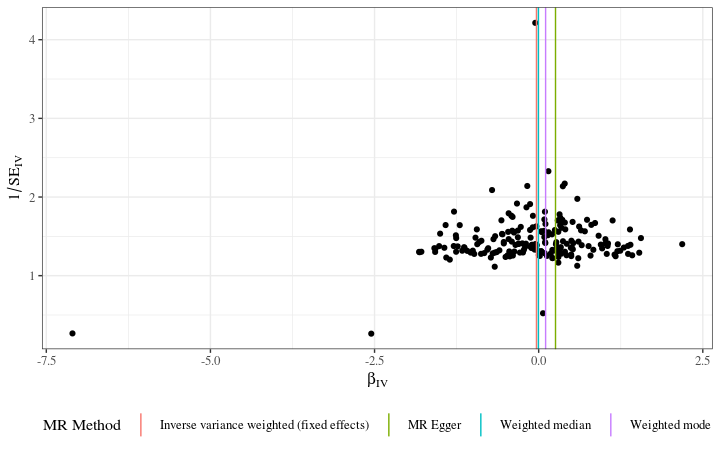 4
3
2
1
1/SE_IV
-7.5
-5.0
-2.5
0.0
2.5
β_IV
MR Method
Inverse variance weighted (fixed effects)
MR Egger
Weighted median
Weighted mode